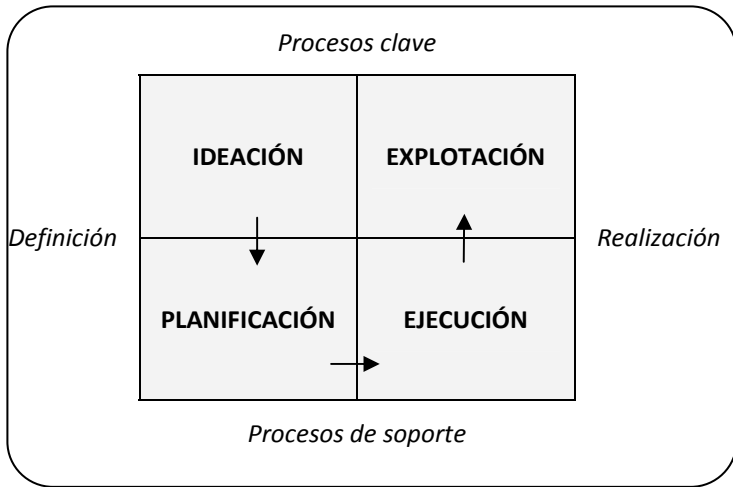 Procesos clave
IDEACIÓN
EXPLOTACIÓN
Definición
Realización
PLANIFICACIÓN
EJECUCIÓN
Procesos de soporte